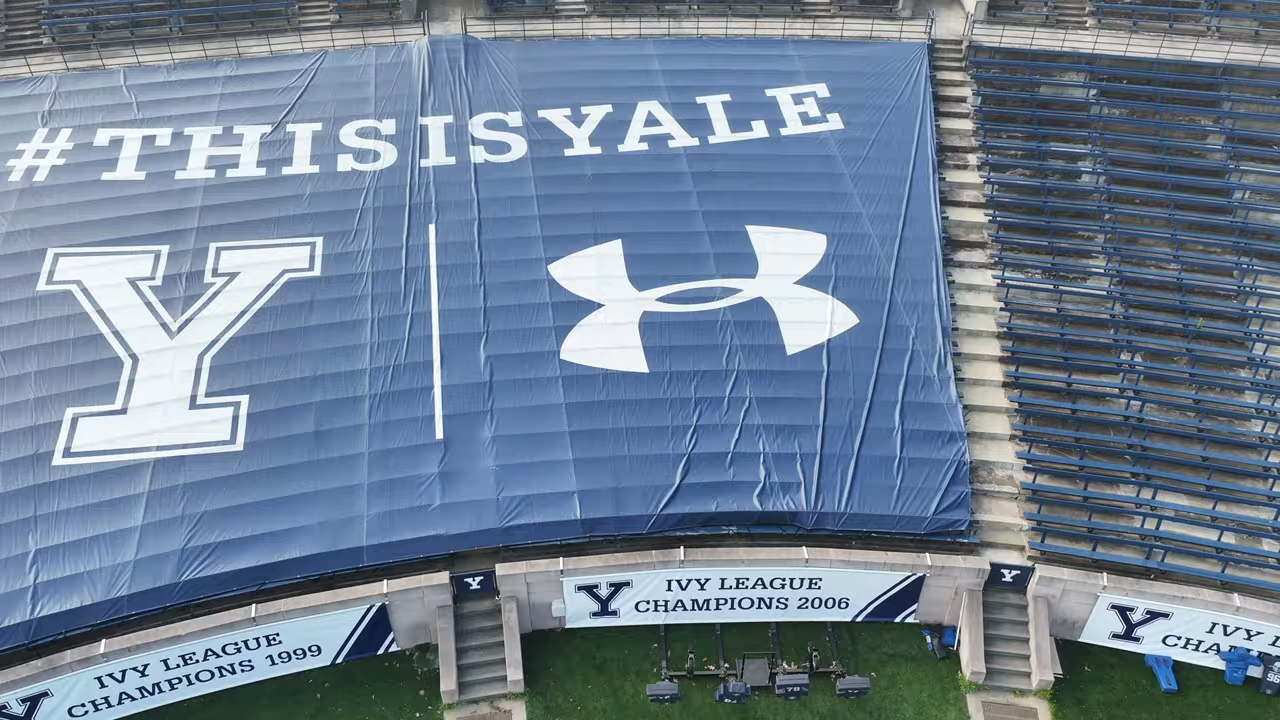 #THISISYALE
Y
Y
Y
Y IVY LEAGUE
CHAMPIONS 2006
IVY LEAGUE
CHAMPIONS 1999
Y
Y